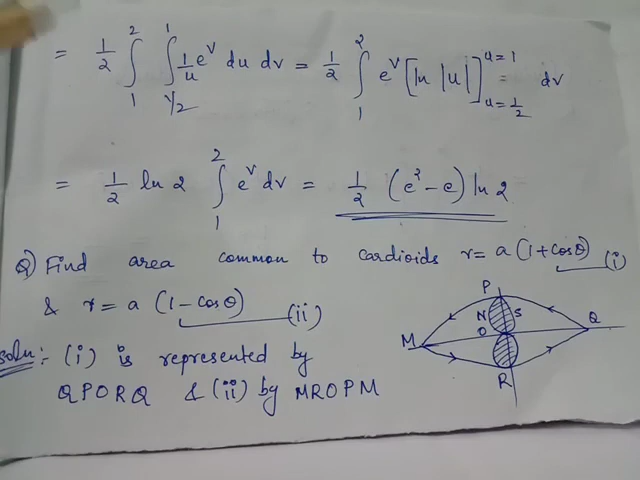 = 1/2 ∫₁² ∫_{1/2}^{1} 1/u e^v du dv = 1/2 ∫₁² e^v [ln |u|]_{u=1/2}^{u=1} dv
= 1/2 ln 2 ∫₁² e^v dv = 1/2 (e² - e) ln 2
Q) Find area common to cardioids r = a (1 + cosθ) (i)
& r = a (1 - cosθ) (ii)
Soln:- (i) is represented by
QPORQ & (ii) by MROPM
P
N S
M O Q
R